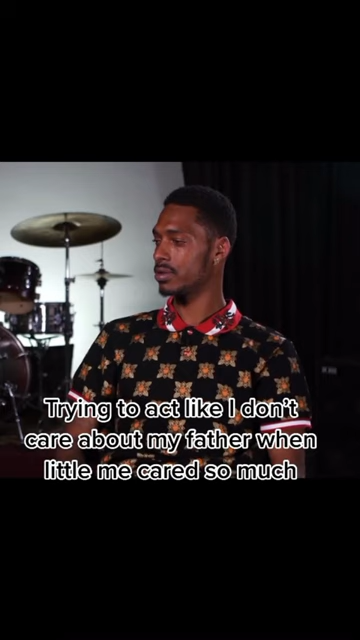 Trying to act like I don't
care about my father when
little me cared so much